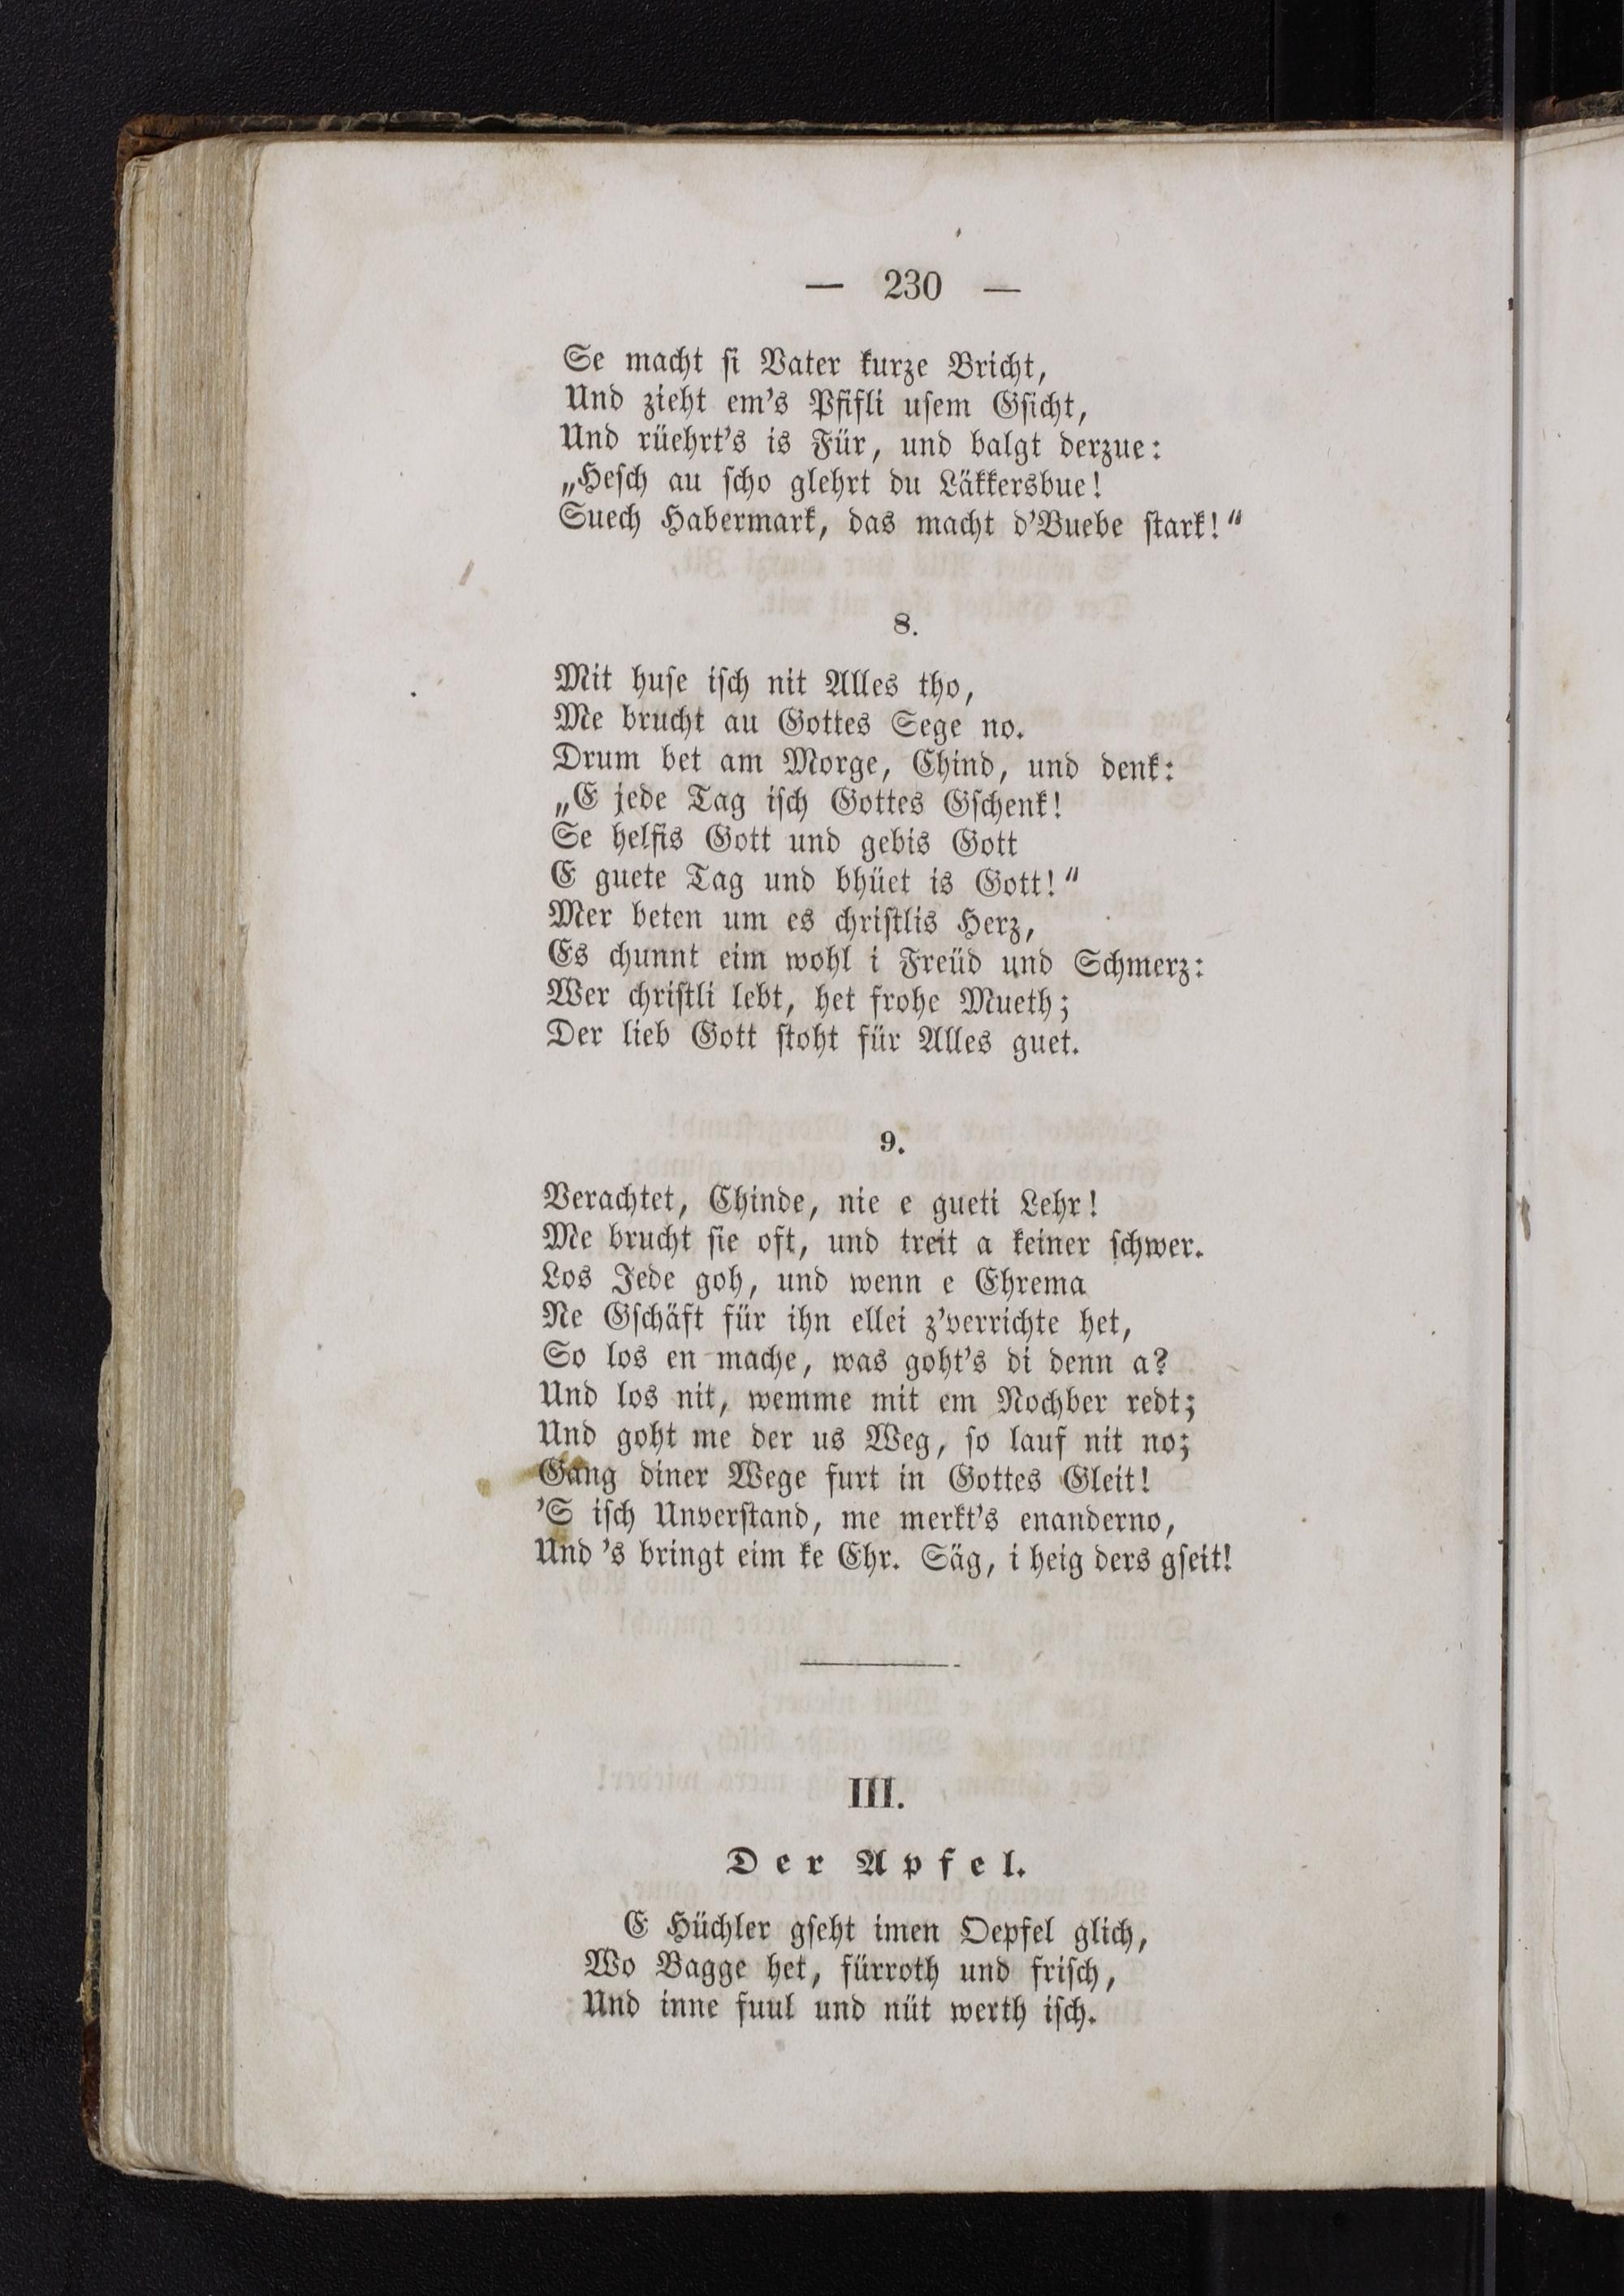 — 230 —
Se macht ſi Vater kurze Bricht,
Und zieht em's Pfifli uſem Gſicht,
Und rüehrt's is Für, und balgt derzue:
„Heſch au ſcho glehrt du Läkkersbue!
Suech Habermark, das macht d'Buebe ſtark!“
8.
Mit huſe iſch nit Alles tho,
Me brucht au Gottes Sege no.
Drum bet am Morge, Chind, und denk:
„E jede Tag iſch Gottes Gſchenk!
Se helfis Gott und gebis Gott
E guete Tag und bhüet is Gott!“
Mer beten um es chriſtlis Herz,
Es chunnt eim wohl i Freüd und Schmerz:
Wer chriſtli lebt, het frohe Mueth;
Der lieb Gott ſtoht für Alles guet.
9.
Verachtet, Chinde, nie e gueti Lehr!
Me brucht ſie oft, und treit a keiner ſchwer.
Los Jede goh, und wenn e Ehrema
Ne Gſchäft für ihn ellei z'verrichte het,
So los en mache, was goht's di denn a?
Und los nit, wemme mit em Nochber redt;
Und goht me der us Weg, ſo lauf nit no;
Gang diner Wege furt in Gottes Gleit!
'S iſch Unverſtand, me merkt's enanderno,
Und 's bringt eim ke Ehr. Säg, i heig ders gſeit!
III.
Der Apfel.
E Hüchler gſeht imen Oepfel glich,
Wo Bagge het, fürroth und friſch,
Und inne fuul und nüt werth iſch.